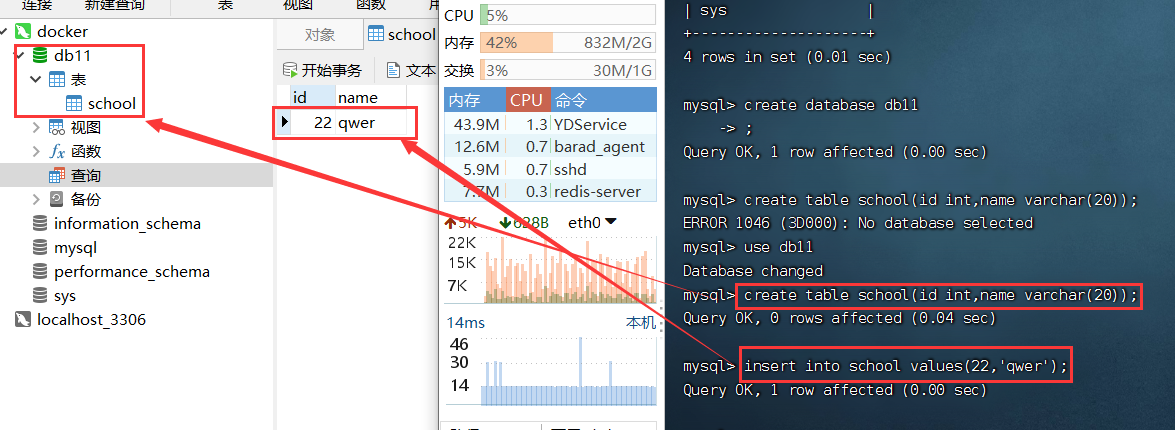 连接 新建查询 表 视图 函数
docker
db11
表
school
视图
fx 函数
查询
备份
information_schema
mysql
performance_schema
sys
localhost_3306
对象 school
开始事务 文本
id name
22 qwer
CPU 5%
内存 42% 832M/2G
交换 3% 30M/1G
内存 CPU 命令
43.9M 1.3 YDService
12.6M 0.7 barad_agent
5.9M 0.7 sshd
7.7M 0.3 redis-server
5K 628B eth0
22K
15K
7K
14ms 本机
46
30
14
| sys |
+--------------------+
4 rows in set (0.01 sec)
mysql> create database db11
-> ;
Query OK, 1 row affected (0.00 sec)
mysql> create table school(id int,name varchar(20));
ERROR 1046 (3D000): No database selected
mysql> use db11
Database changed
mysql> create table school(id int,name varchar(20));
Query OK, 0 rows affected (0.04 sec)
mysql> insert into school values(22,'qwer');
Query OK, 1 row affected (0.00 sec)